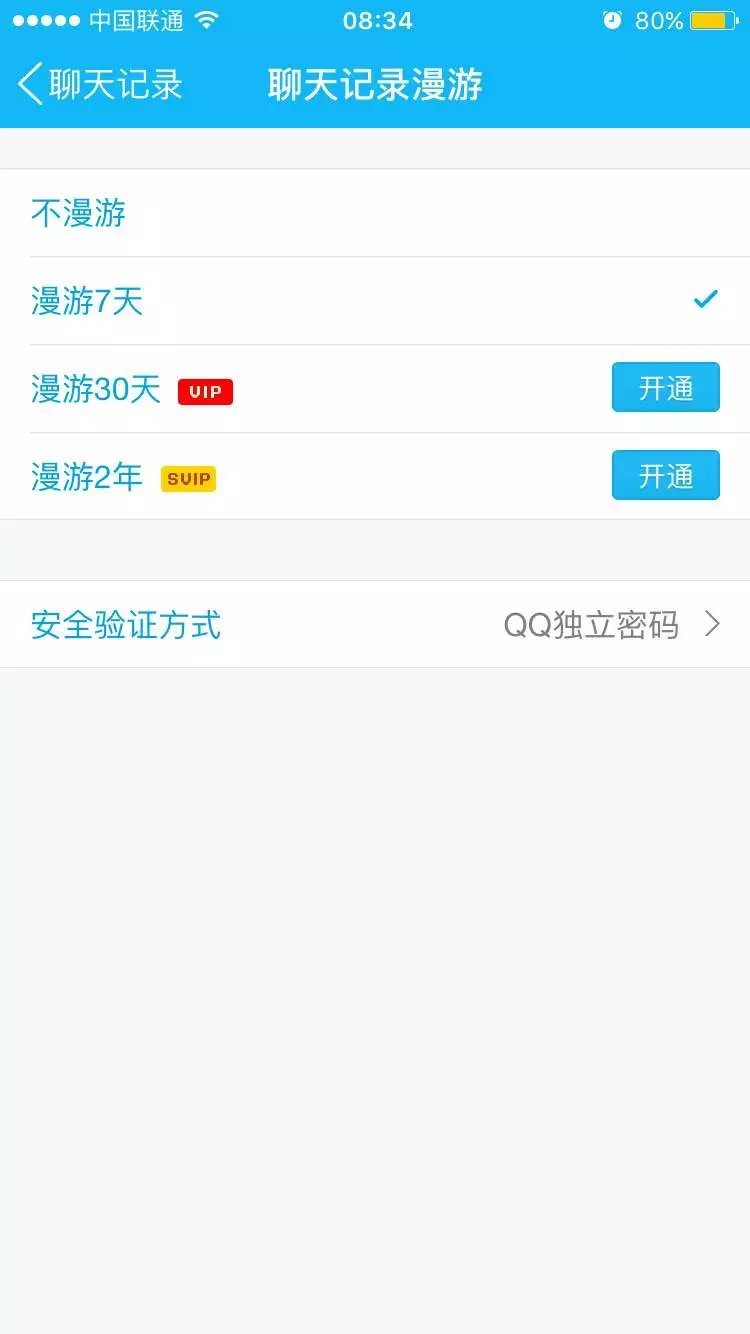 中国联通 08:34 80%
聊天记录 聊天记录漫游
不漫游
漫游7天
漫游30天 VIP 开通
漫游2年 SVIP 开通
安全验证方式 QQ独立密码